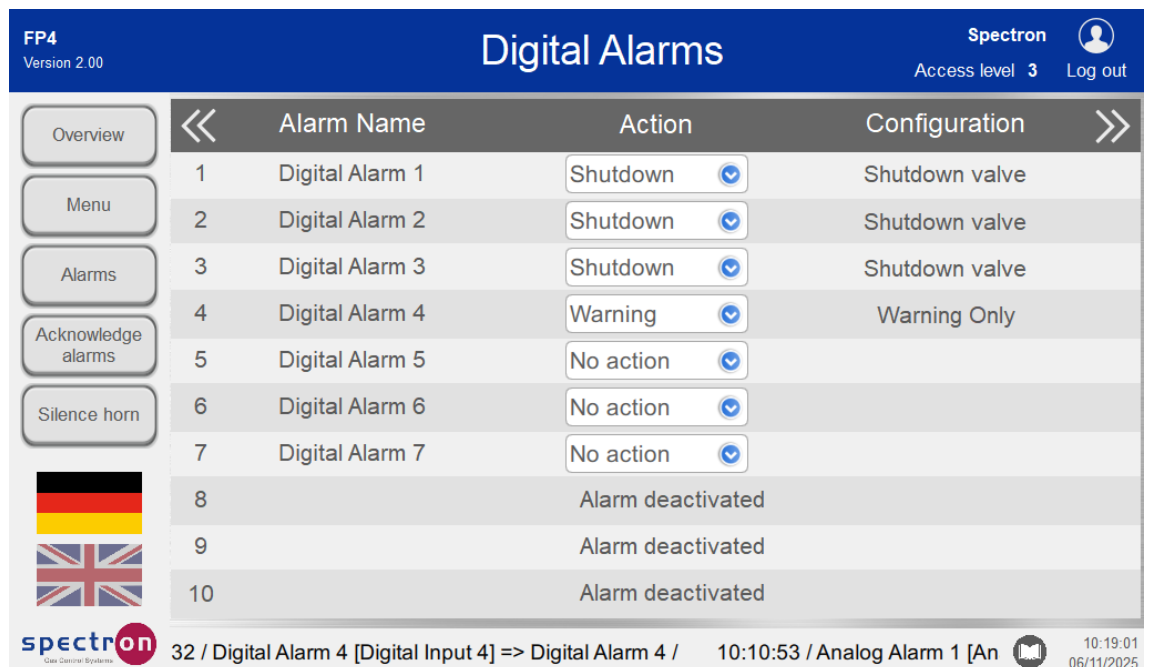 FP4
Version 2.00
Digital Alarms
Spectron
Access level 3
Log out
Overview
Menu
Alarms
Acknowledge
alarms
Silence horn
Alarm Name Action Configuration
1 Digital Alarm 1 Shutdown Shutdown valve
2 Digital Alarm 2 Shutdown Shutdown valve
3 Digital Alarm 3 Shutdown Shutdown valve
4 Digital Alarm 4 Warning Warning Only
5 Digital Alarm 5 No action
6 Digital Alarm 6 No action
7 Digital Alarm 7 No action
8 Alarm deactivated
9 Alarm deactivated
10 Alarm deactivated
spectron
Gas Control Systems
32 / Digital Alarm 4 [Digital Input 4] => Digital Alarm 4 / 10:10:53 / Analog Alarm 1 [An
10:19:01
06/11/2025